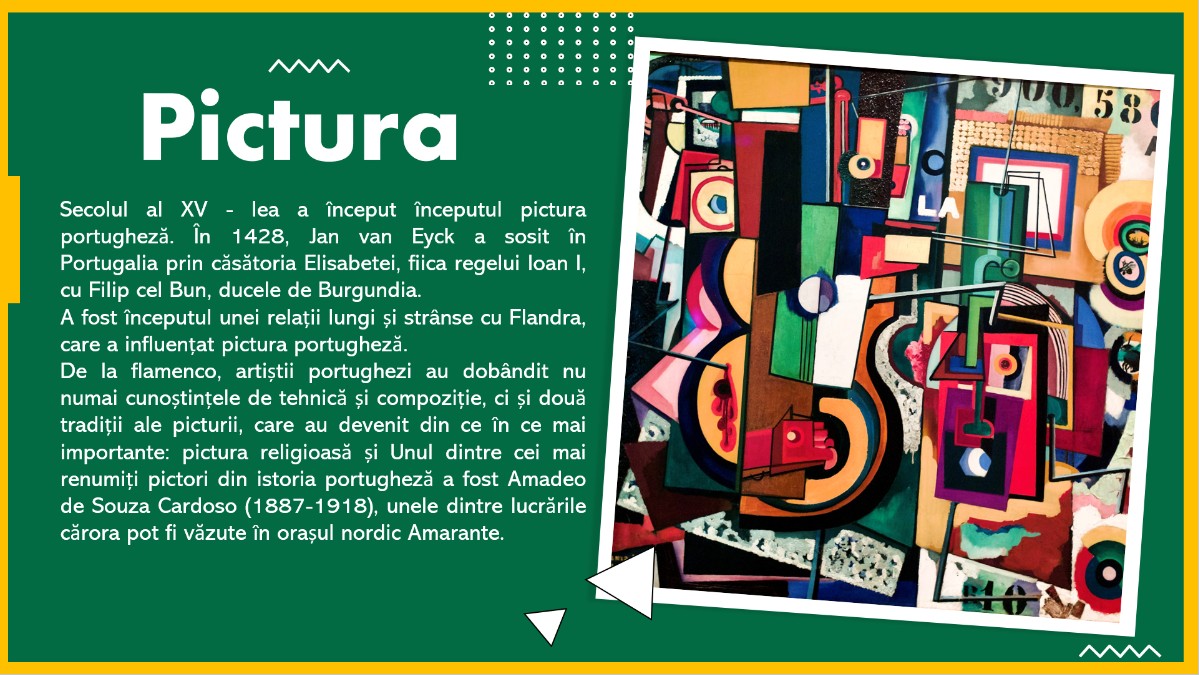 Pictura
Secolul al XV - lea a început începutul pictura
portugheză. În 1428, Jan van Eyck a sosit în
Portugalia prin căsătoria Elisabetei, fiica regelui Ioan I,
cu Filip cel Bun, ducele de Burgundia.
A fost începutul unei relații lungi și strânse cu Flandra,
care a influențat pictura portugheză.
De la flamenco, artiștii portughezi au dobândit nu
numai cunoștințele de tehnică și compoziție, ci și două
tradiții ale picturii, care au devenit din ce în ce mai
importante: pictura religioasă și Unul dintre cei mai
renumiți pictori din istoria portugheză a fost Amadeo
de Souza Cardoso (1887-1918), unele dintre lucrările
cărora pot fi văzute în orașul nordic Amarante.
900,
58
O
LA
10